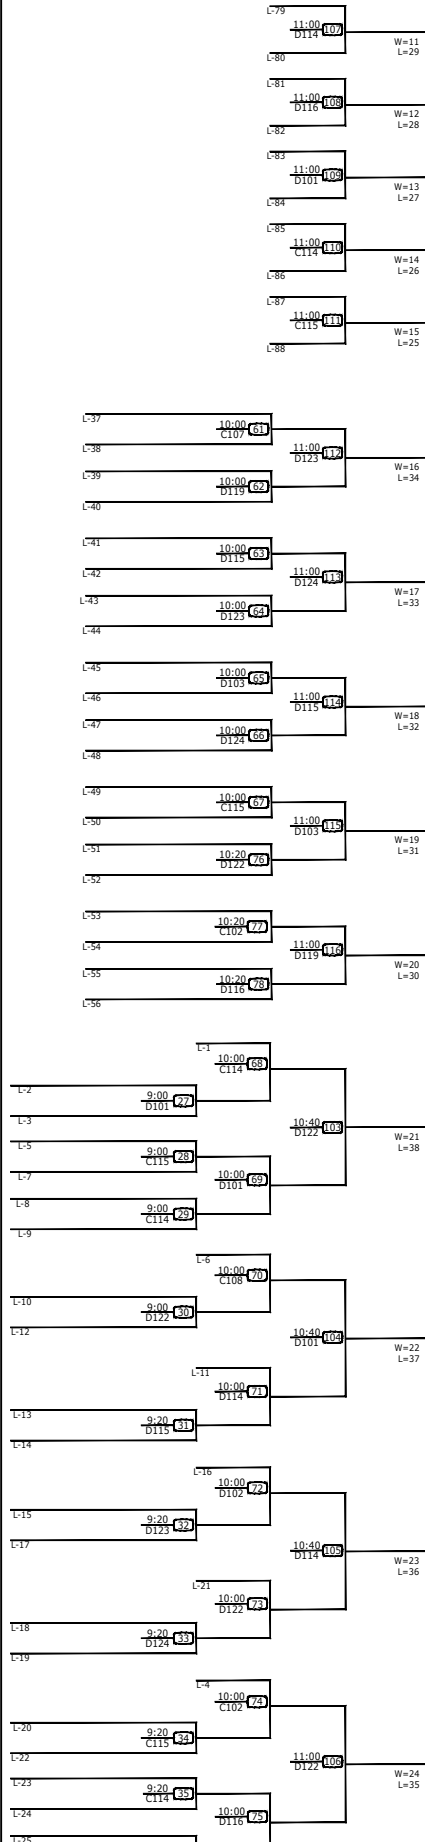 L-79
11:00 107
D114
W=11
L=29
L-80
L-81
11:00 108
D116
W=12
L=28
L-82
L-83
11:00 109
D101
W=13
L=27
L-84
L-85
11:00 110
C114
W=14
L=26
L-86
L-87
11:00 111
C115
W=15
L=25
L-88
L-37
10:00 61
C107
L-38
11:00 112
D123
W=16
L=34
L-39
10:00 62
D119
L-40
L-41
10:00 63
D115
L-42
11:00 113
D124
W=17
L=33
L-43
10:00 64
D123
L-44
L-45
10:00 65
D103
L-46
11:00 114
D115
W=18
L=32
L-47
10:00 66
D124
L-48
L-49
10:00 67
C115
L-50
11:00 115
D103
W=19
L=31
L-51
10:20 76
D122
L-52
L-53
10:20 77
C102
L-54
11:00 116
D119
W=20
L=30
L-55
10:20 78
D116
L-56
L-1
10:00 68
C114
L-2
9:00 27
D101
L-3
10:40 103
D122
W=21
L=38
L-5
9:00 28
C115
L-7
10:00 69
D101
L-8
9:00 29
C114
L-9
L-6
10:00 70
C108
L-10
9:00 30
D122
L-12
10:40 104
D101
W=22
L=37
L-11
10:00 71
D114
L-13
9:20 31
D115
L-14
L-16
10:00 72
D102
L-15
9:20 32
D123
L-17
10:40 105
D114
W=23
L=36
L-21
10:00 73
D122
L-18
9:20 33
D124
L-19
L-4
10:00 74
C102
L-20
9:20 34
C115
L-22
11:00 106
D122
W=24
L=35
L-23
9:20 35
C114
L-24
10:00 75
D116
L-25